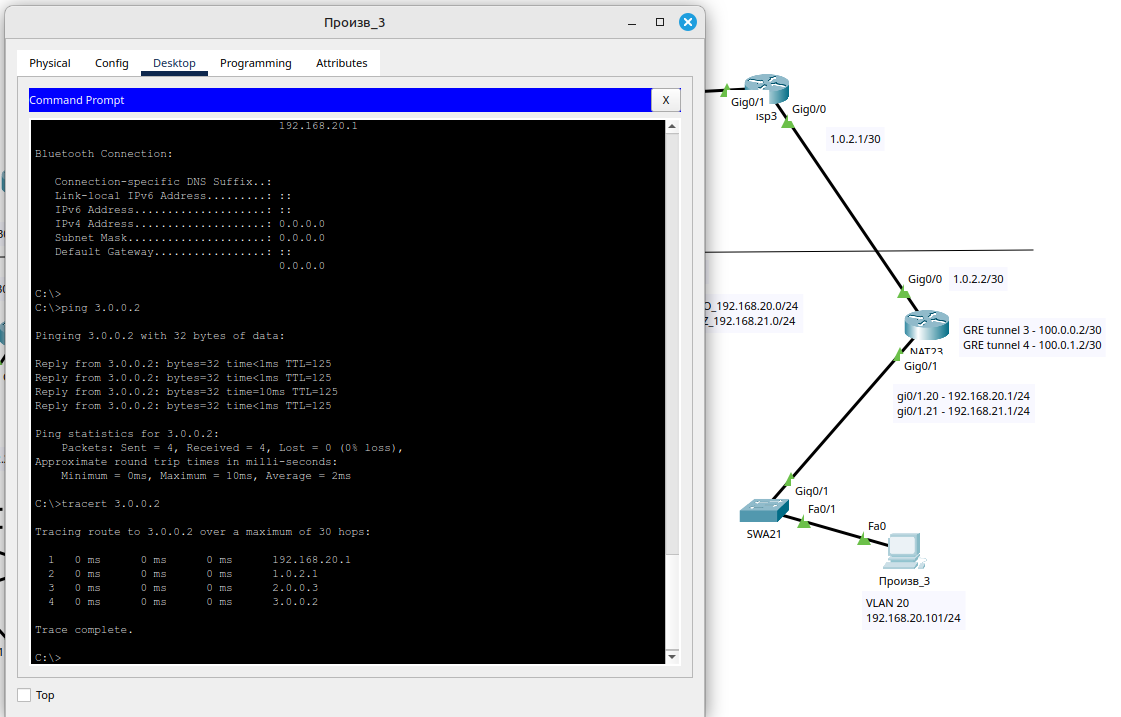 Произв_3
Physical
Config
Desktop
Programming
Attributes
Command Prompt
X
192.168.20.1
Bluetooth Connection:
Connection-specific DNS Suffix..:
Link-local IPv6 Address.........: ::
IPv6 Address....................: ::
IPv4 Address....................: 0.0.0.0
Subnet Mask.....................: 0.0.0.0
Default Gateway.................: ::
0.0.0.0
C:\>
C:\>ping 3.0.0.2
Pinging 3.0.0.2 with 32 bytes of data:
Reply from 3.0.0.2: bytes=32 time<1ms TTL=125
Reply from 3.0.0.2: bytes=32 time<1ms TTL=125
Reply from 3.0.0.2: bytes=32 time=10ms TTL=125
Reply from 3.0.0.2: bytes=32 time<1ms TTL=125
Ping statistics for 3.0.0.2:
Packets: Sent = 4, Received = 4, Lost = 0 (0% loss),
Approximate round trip times in milli-seconds:
Minimum = 0ms, Maximum = 10ms, Average = 2ms
C:\>tracert 3.0.0.2
Tracing route to 3.0.0.2 over a maximum of 30 hops:
1 0 ms 0 ms 0 ms 192.168.20.1
2 0 ms 0 ms 0 ms 1.0.2.1
3 0 ms 0 ms 0 ms 2.0.0.3
4 0 ms 0 ms 0 ms 3.0.0.2
Trace complete.
C:\>
Top
Gig0/1
Gig0/0
isp3
1.0.2.1/30
Gig0/0
1.0.2.2/30
_192.168.20.0/24
_192.168.21.0/24
NAT23
GRE tunnel 3 - 100.0.0.2/30
GRE tunnel 4 - 100.0.1.2/30
Gig0/1
gi0/1.20 - 192.168.20.1/24
gi0/1.21 - 192.168.21.1/24
Gig0/1
Fa0/1
SWA21
Fa0
Произв_3
VLAN 20
192.168.20.101/24